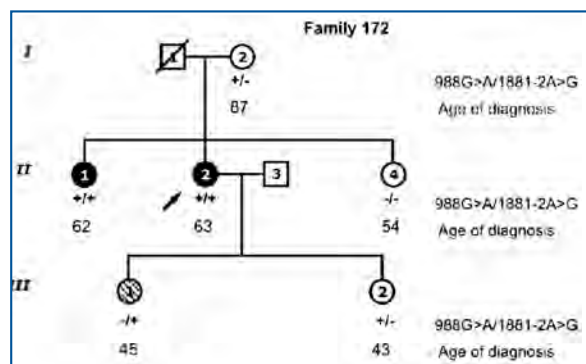 Family 172
I
1 2
+/- 988G>A/1881-2A>G
87 Age of diagnosis
II
1 2 3 4
+/+ +/+ -/- 988G>A/1881-2A>G
62 63 54 Age of diagnosis
III
1 2
-/+ +/- 988G>A/1881-2A>G
45 43 Age of diagnosis